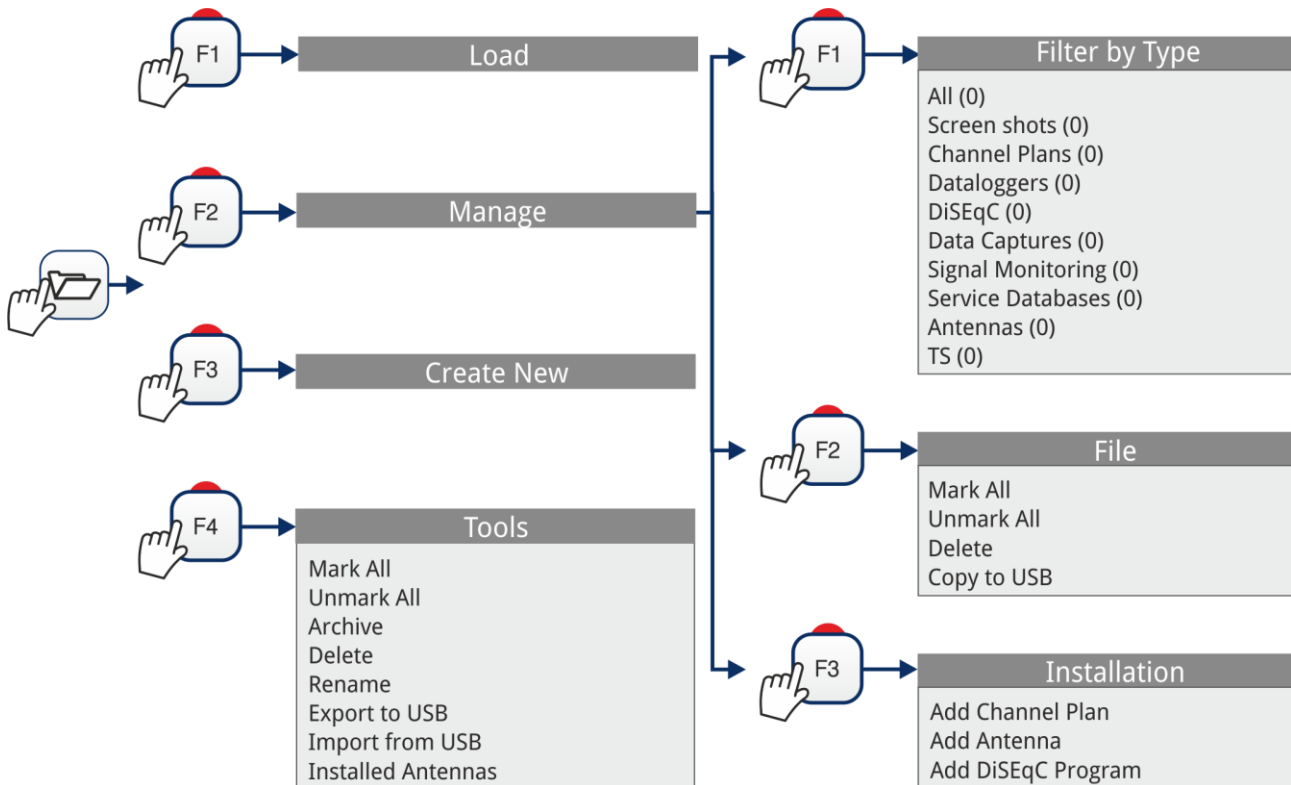 F1
Load
F2
Manage
F3
Create New
F4
Tools
Mark All
Unmark All
Archive
Delete
Rename
Export to USB
Import from USB
Installed Antennas
F1
Filter by Type
All (0)
Screen shots (0)
Channel Plans (0)
Dataloggers (0)
DiSEqC (0)
Data Captures (0)
Signal Monitoring (0)
Service Databases (0)
Antennas (0)
TS (0)
F2
File
Mark All
Unmark All
Delete
Copy to USB
F3
Installation
Add Channel Plan
Add Antenna
Add DiSEqC Program